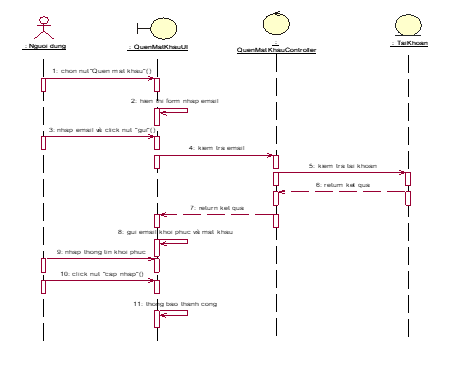 : Nguoi dung
: QuenMatKhauUI
:
QuenMatKhauController
: TaiKhoan
1: chon nut"Quen mat khau"()
2: hien thi form nhap email
3: nhap email và click nut "gui"()
4: kiem tra email
5: kiem tra tai khoan
6: return ket qua
7: return ket qua
8: gui email khoi phuc và mat khau
9: nhap thong tin khoi phuc
10: click nut "cap nhap"()
11: thong bao thanh cong